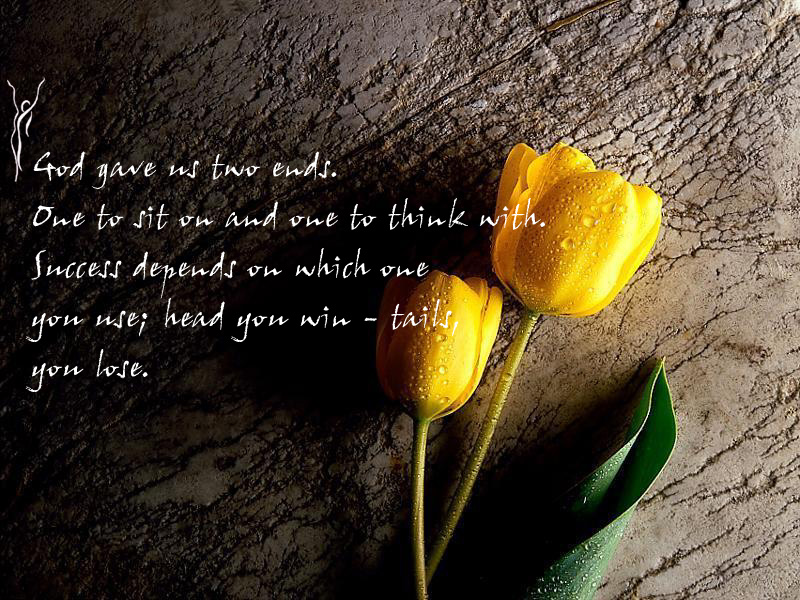 God gave us two ends.
One to sit on and one to think with.
Success depends on which one
you use; head you win - tails,
you lose.